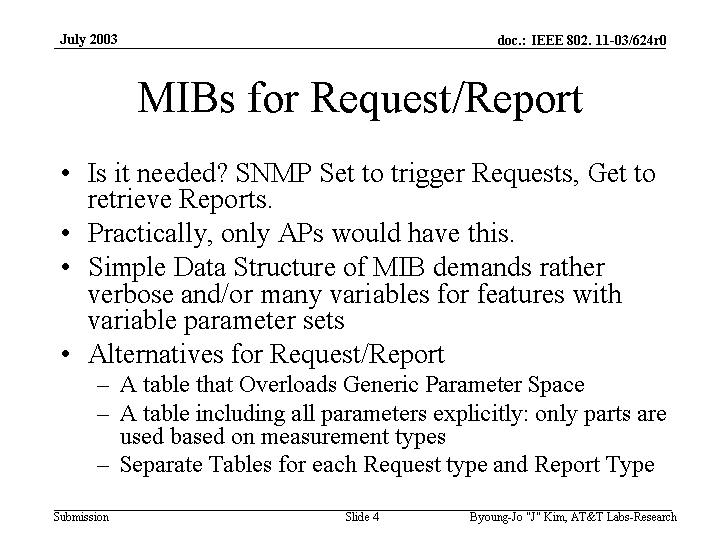 July 2003
doc. : IEEE 802. 11-03/624 r0
MIBs for Request/Report
• Is it needed? SNMP Set to trigger Requests, Get to
retrieve Reports.
• Practically, only APs would have this.
• Simple Data Structure of MIB demands rather
verbose and/or many variables for features with
variable parameter sets
• Alternatives for Request/Report
– A table that Overloads Generic Parameter Space
– A table including all parameters explicitly: only parts are
used based on measurement types
– Separate Tables for each Request type and Report Type
Submission
Slide 4
Byoung-Jo "J" Kim, AT&T Labs-Research